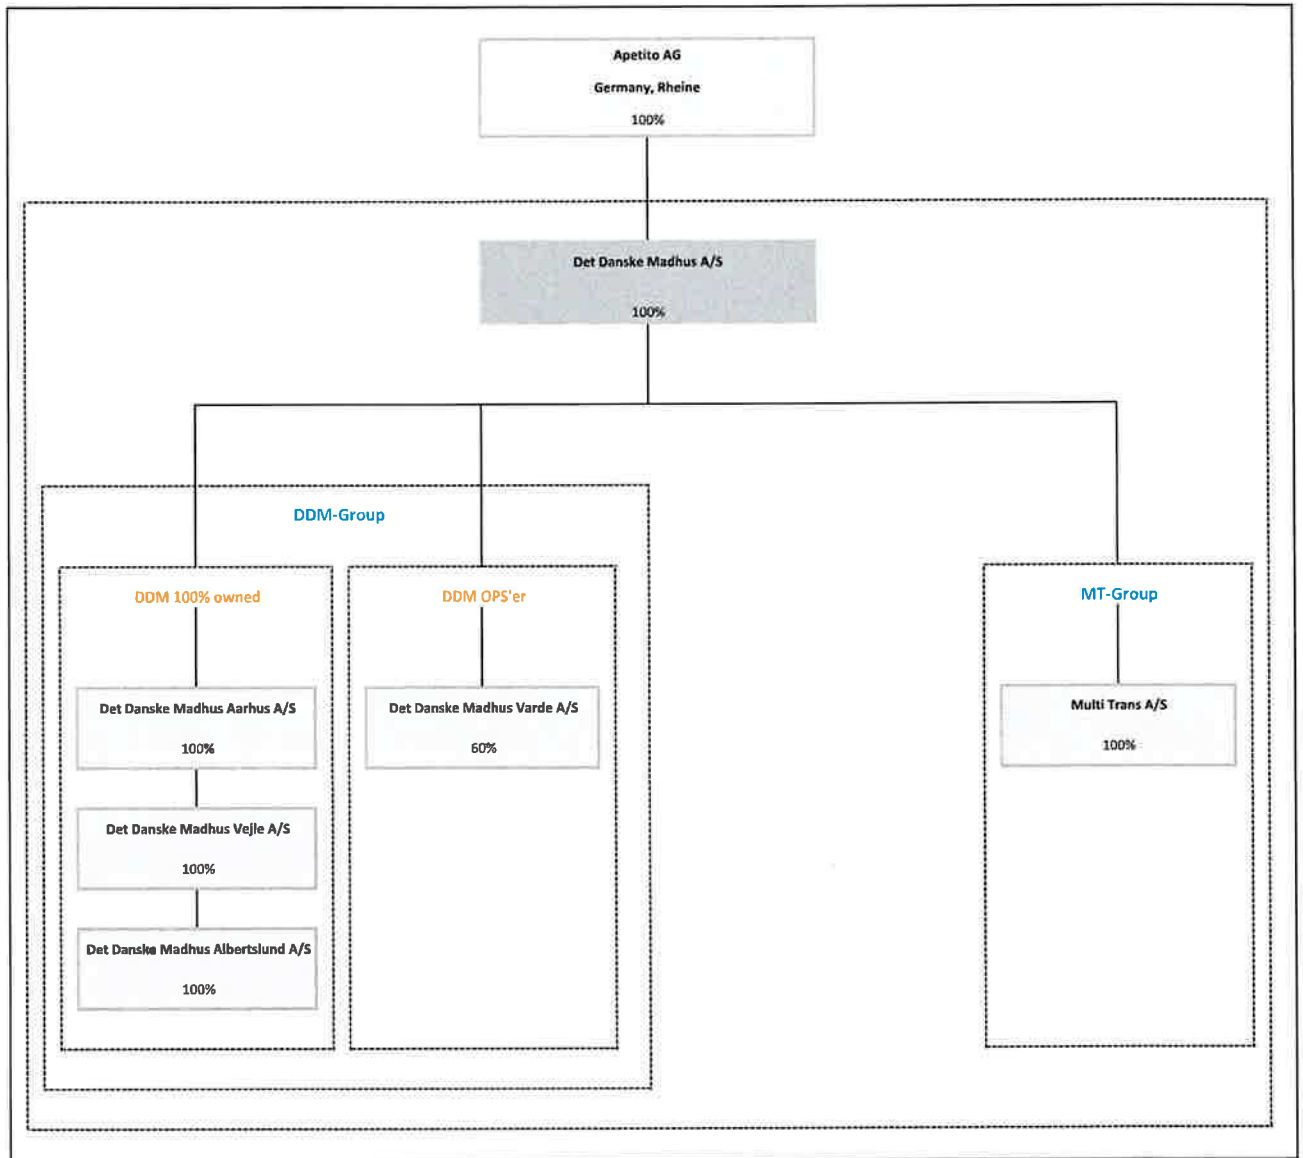 Apetito AG
Germany, Rheine
100%
Det Danske Madhus A/S
100%
DDM-Group
DDM 100% owned
DDM OPS'er
MT-Group
Det Danske Madhus Aarhus A/S
100%
Det Danske Madhus Varde A/S
60%
Multi Trans A/S
100%
Det Danske Madhus Vejle A/S
100%
Det Danske Madhus Albertslund A/S
100%